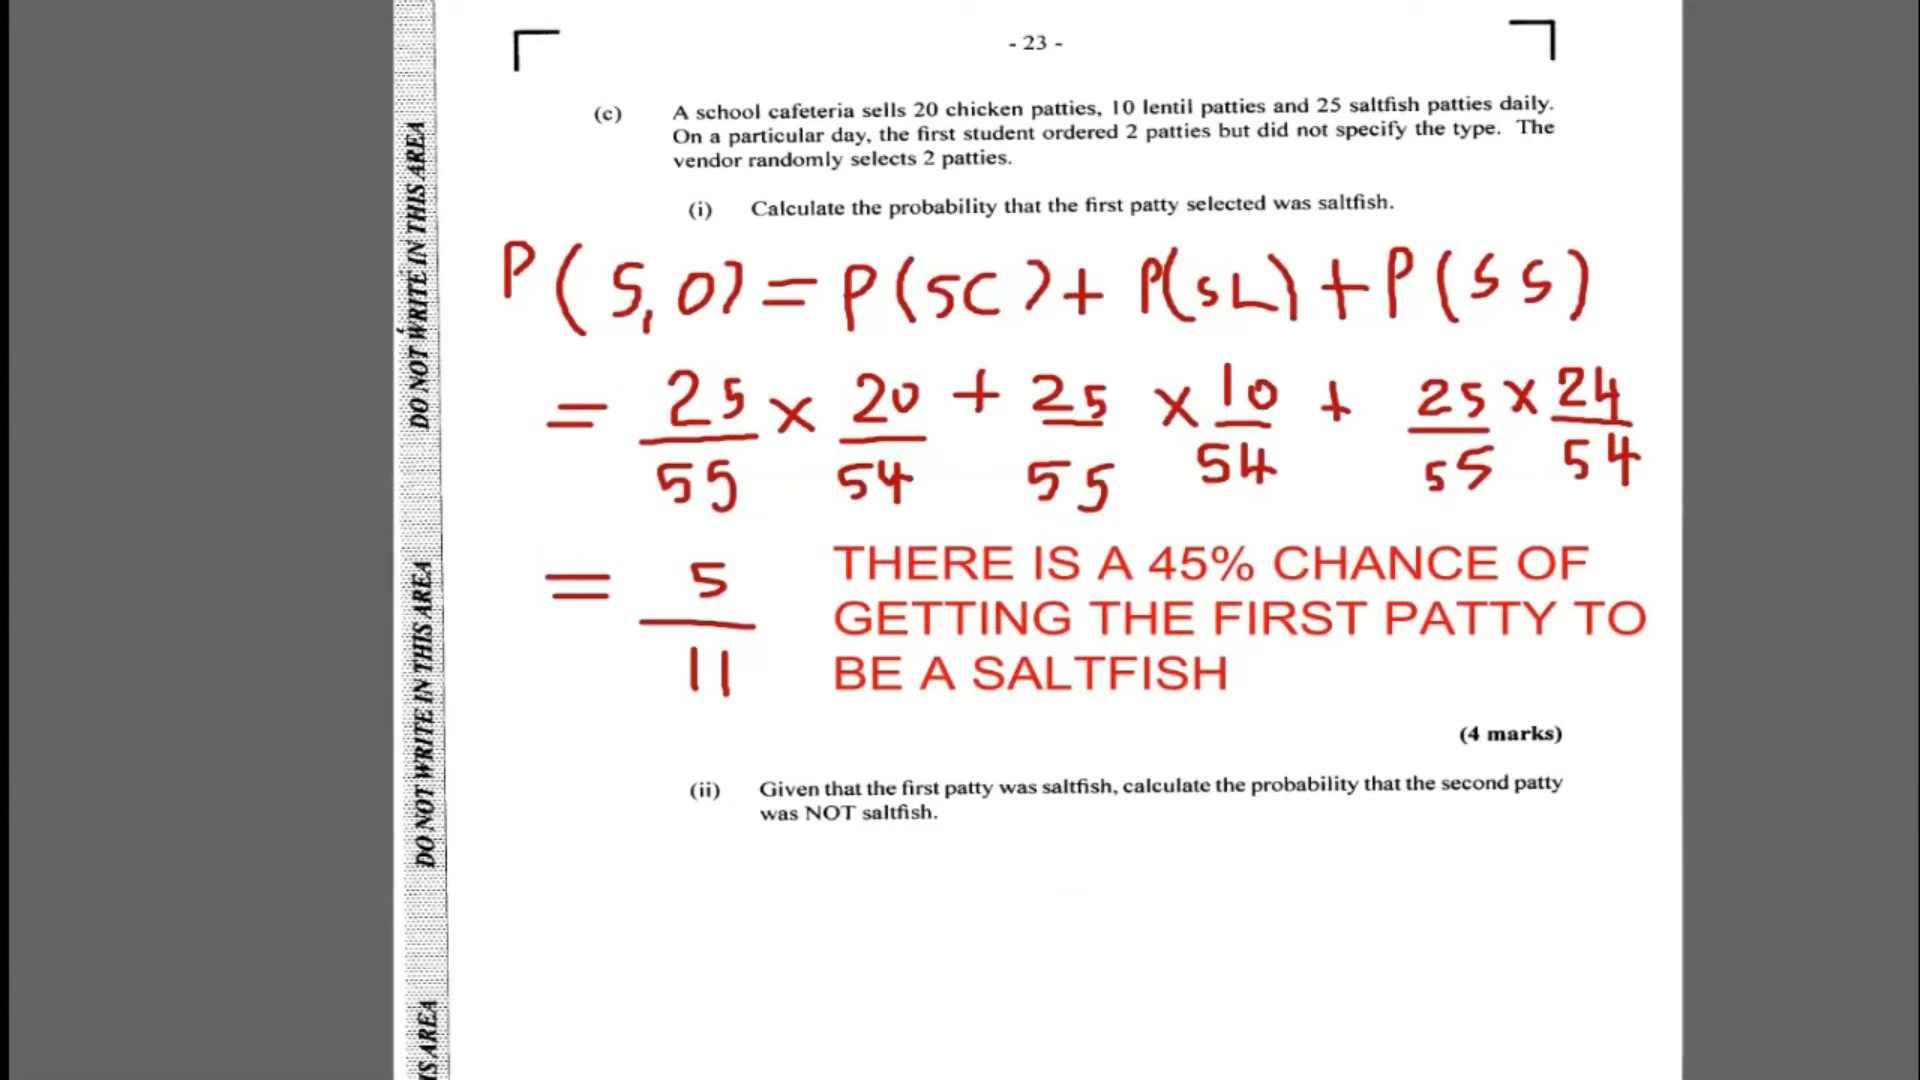 - 23 -
(c) A school cafeteria sells 20 chicken patties, 10 lentil patties and 25 saltfish patties daily.
On a particular day, the first student ordered 2 patties but did not specify the type. The
vendor randomly selects 2 patties.
(i) Calculate the probability that the first patty selected was saltfish.
P(S,O) = P(SC) + P(SL) + P(SS)
= 25/55 × 20/54 + 25/55 × 10/54 + 25/55 × 24/54
= 5/11
THERE IS A 45% CHANCE OF
GETTING THE FIRST PATTY TO
BE A SALTFISH
(4 marks)
(ii) Given that the first patty was saltfish, calculate the probability that the second patty
was NOT saltfish.
DO NOT WRITE IN THIS AREA
DO NOT WRITE IN THIS AREA
IS AREA